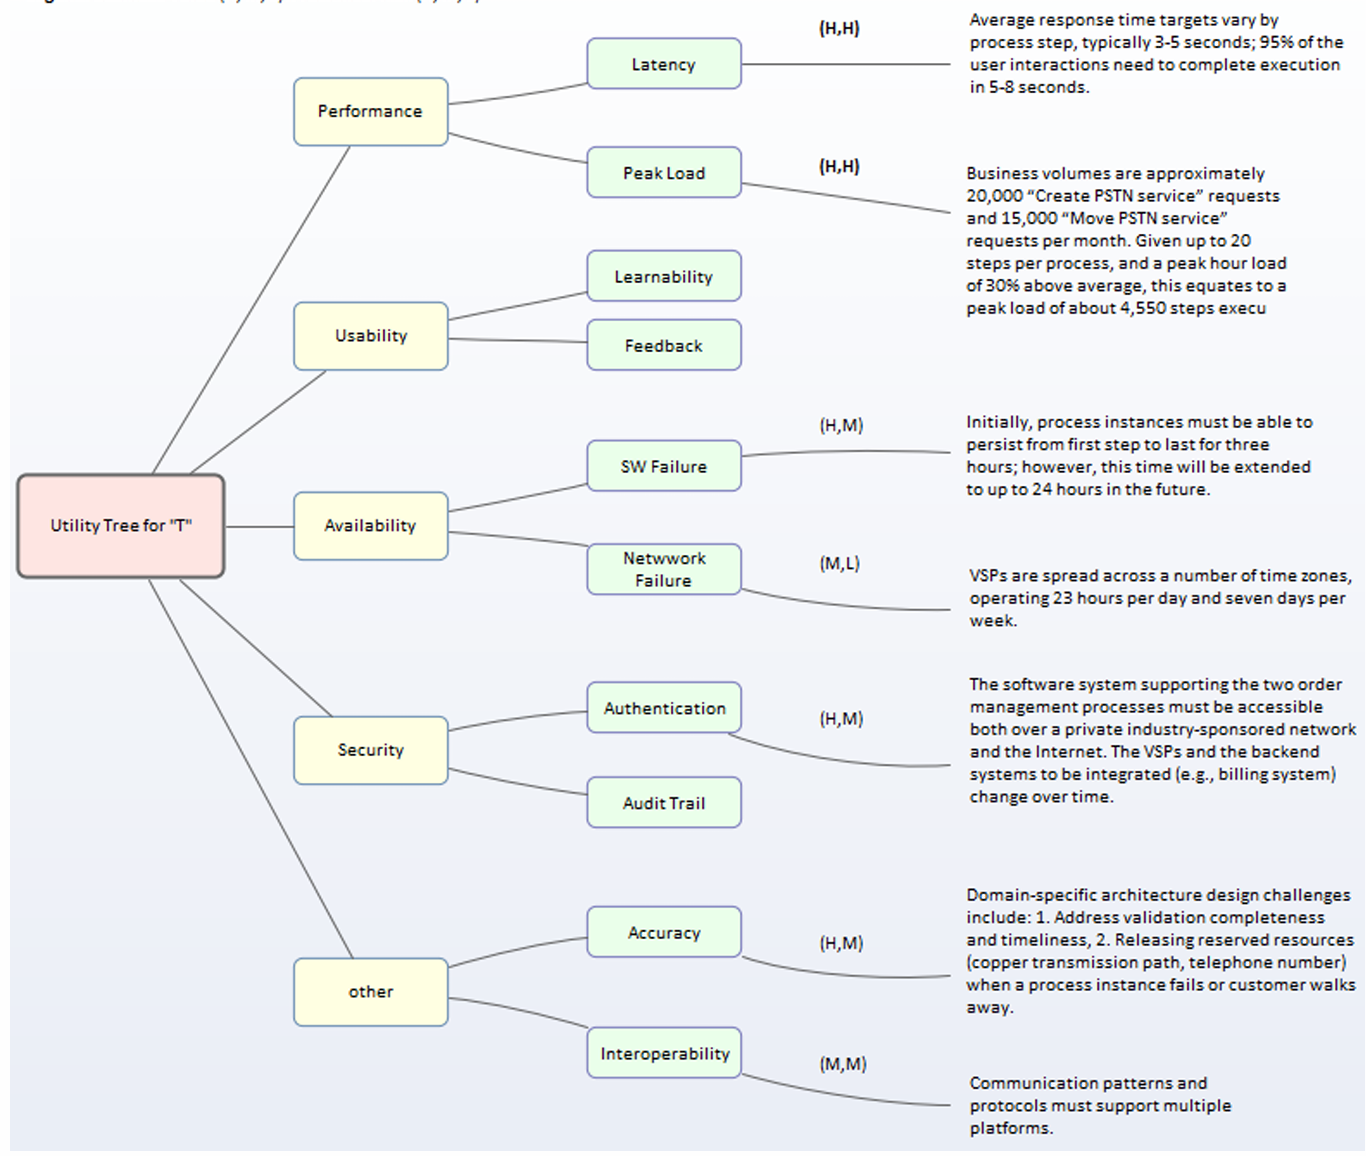 Utility Tree for "T"
Performance
Latency
(H,H)
Average response time targets vary by
process step, typically 3-5 seconds; 95% of the
user interactions need to complete execution
in 5-8 seconds.
Peak Load
(H,H)
Business volumes are approximately
20,000 “Create PSTN service” requests
and 15,000 “Move PSTN service”
requests per month. Given up to 20
steps per process, and a peak hour load
of 30% above average, this equates to a
peak load of about 4,550 steps execu
Usability
Learnability
Feedback
Availability
SW Failure
(H,M)
Initially, process instances must be able to
persist from first step to last for three
hours; however, this time will be extended
to up to 24 hours in the future.
Netwwork
Failure
(M,L)
VSPs are spread across a number of time zones,
operating 23 hours per day and seven days per
week.
Security
Authentication
(H,M)
The software system supporting the two order
management processes must be accessible
both over a private industry-sponsored network
and the Internet. The VSPs and the backend
systems to be integrated (e.g., billing system)
change over time.
Audit Trail
other
Accuracy
(H,M)
Domain-specific architecture design challenges
include: 1. Address validation completeness
and timeliness, 2. Releasing reserved resources
(copper transmission path, telephone number)
when a process instance fails or customer walks
away.
Interoperability
(M,M)
Communication patterns and
protocols must support multiple
platforms.